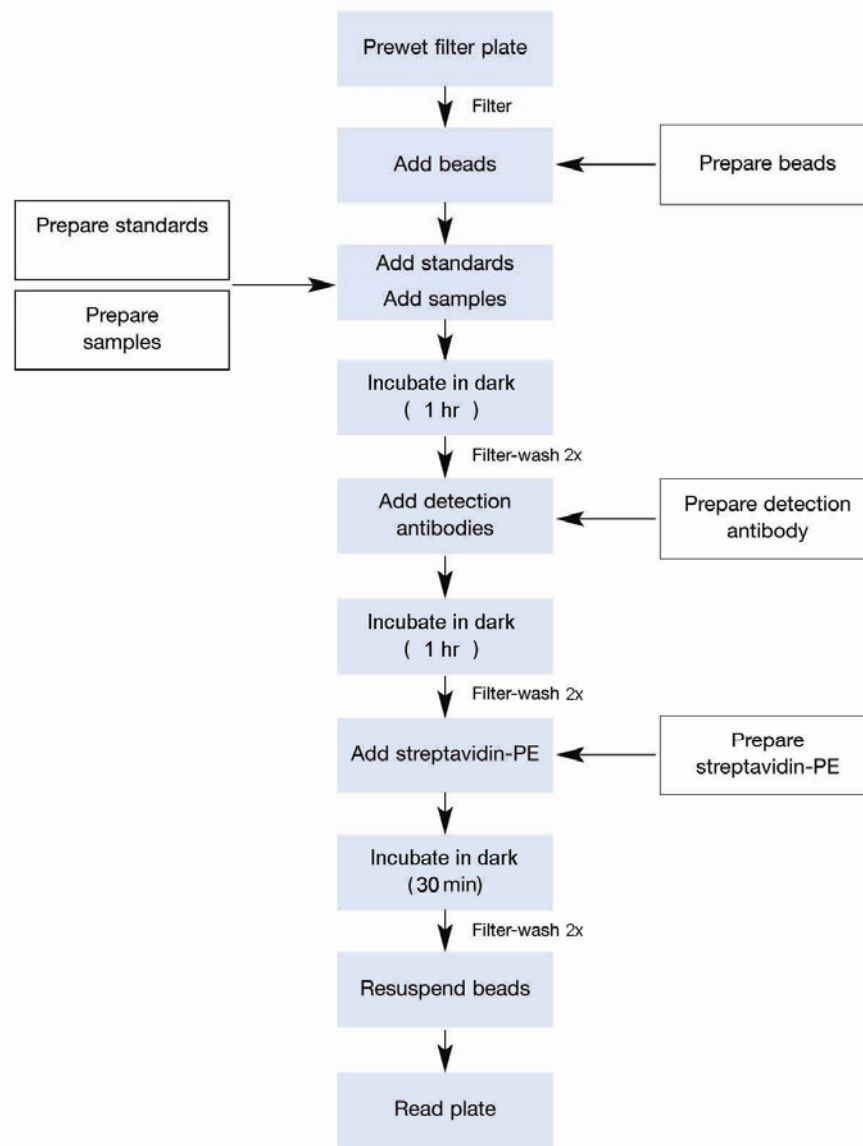 Prewet filter plate
Filter
Add beads
Prepare beads
Prepare standards
Prepare
samples
Add standards
Add samples
Incubate in dark
( 1 hr )
Filter-wash 2x
Add detection
antibodies
Prepare detection
antibody
Incubate in dark
( 1 hr )
Filter-wash 2x
Add streptavidin-PE
Prepare
streptavidin-PE
Incubate in dark
(30 min)
Filter-wash 2x
Resuspend beads
Read plate